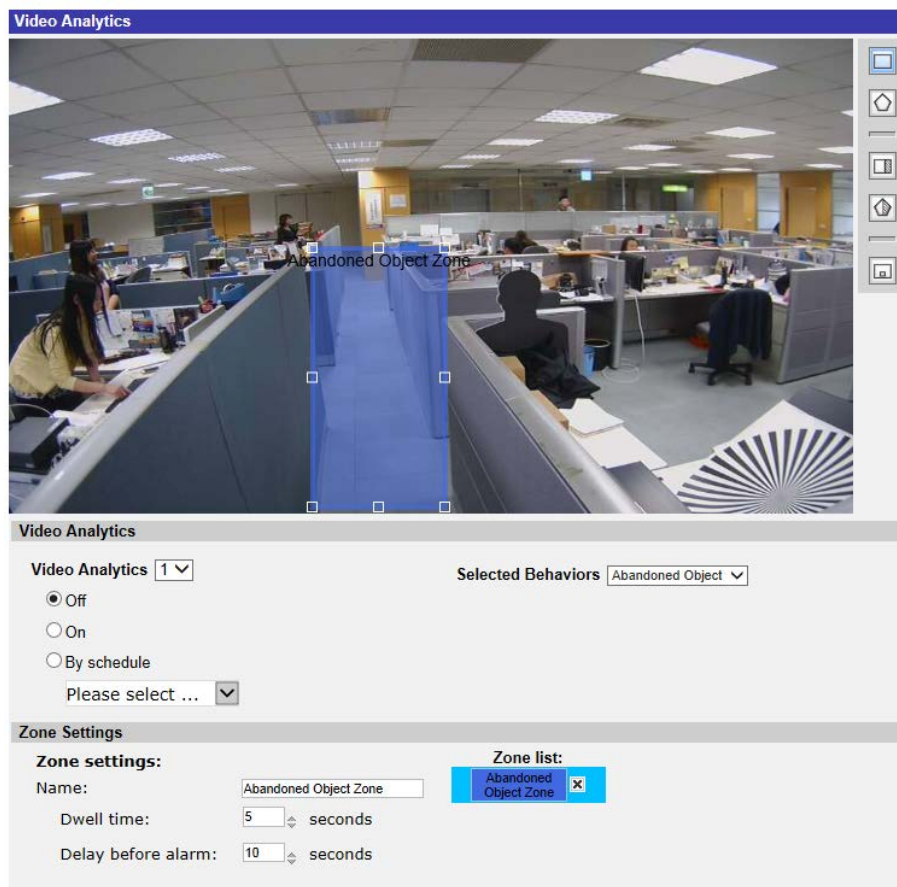 Video Analytics
Abandoned Object Zone
Video Analytics
Video Analytics 1
Selected Behaviors Abandoned Object
Off
On
By schedule
Please select ...
Zone Settings
Zone settings:
Zone list:
Name: Abandoned Object Zone
Abandoned
Object Zone
Dwell time: 5 seconds
Delay before alarm: 10 seconds